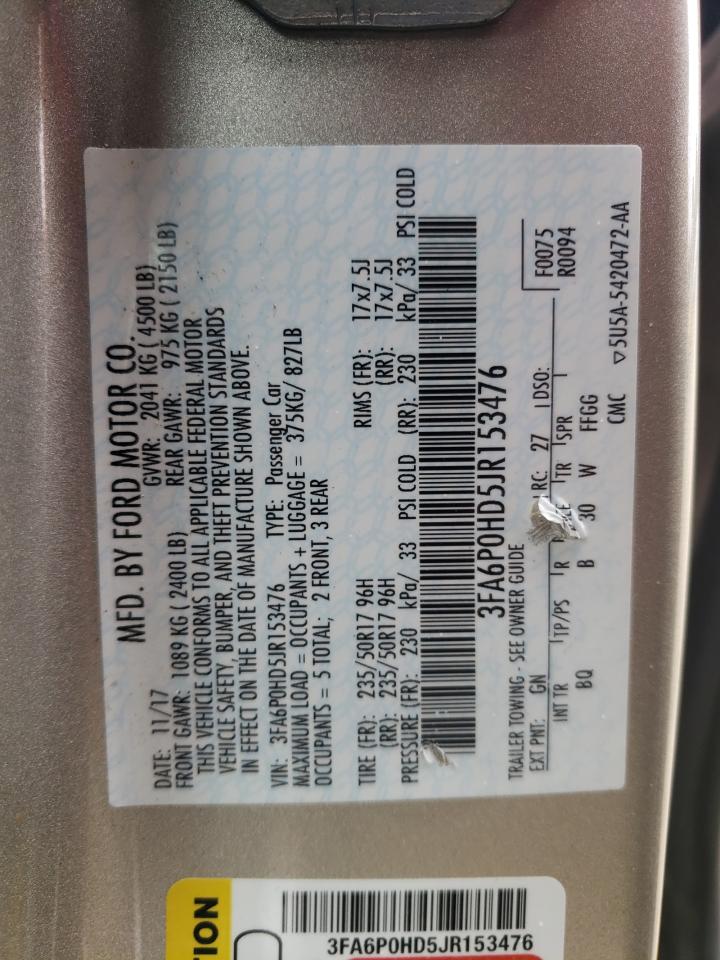 MFD. BY FORD MOTOR CO.
DATE: 11/17 GVWR: 2041 KG ( 4500 LB)
FRONT GAWR: 1089 KG ( 2400 LB) REAR GAWR: 975 KG ( 2150 LB)
THIS VEHICLE CONFORMS TO ALL APPLICABLE FEDERAL MOTOR
VEHICLE SAFETY, BUMPER, AND THEFT PREVENTION STANDARDS
IN EFFECT ON THE DATE OF MANUFACTURE SHOWN ABOVE.
VIN: 3FA6P0HD5JR153476 TYPE: Passenger Car
MAXIMUM LOAD = OCCUPANTS + LUGGAGE = 375KG/ 827LB
OCCUPANTS = 5 TOTAL; 2 FRONT, 3 REAR
TIRE (FR): 235/50R17 96H RIMS (FR): 17x7.5J
(RR): 235/50R17 96H (RR): 17x7.5J
PRESSURE (FR): 230 kPa/ 33 PSI COLD (RR): 230 kPa/ 33 PSI COLD
3FA6P0HD5JR153476
TRAILER TOWING - SEE OWNER GUIDE
EXT PNT: GN RC: 27 DSO: F0075
R0094
INT TR TP/PS R TR SPR
BQ B 30 W FFGG
CMC ▽5U5A-5420472-AA
TION
3FA6P0HD5JR153476